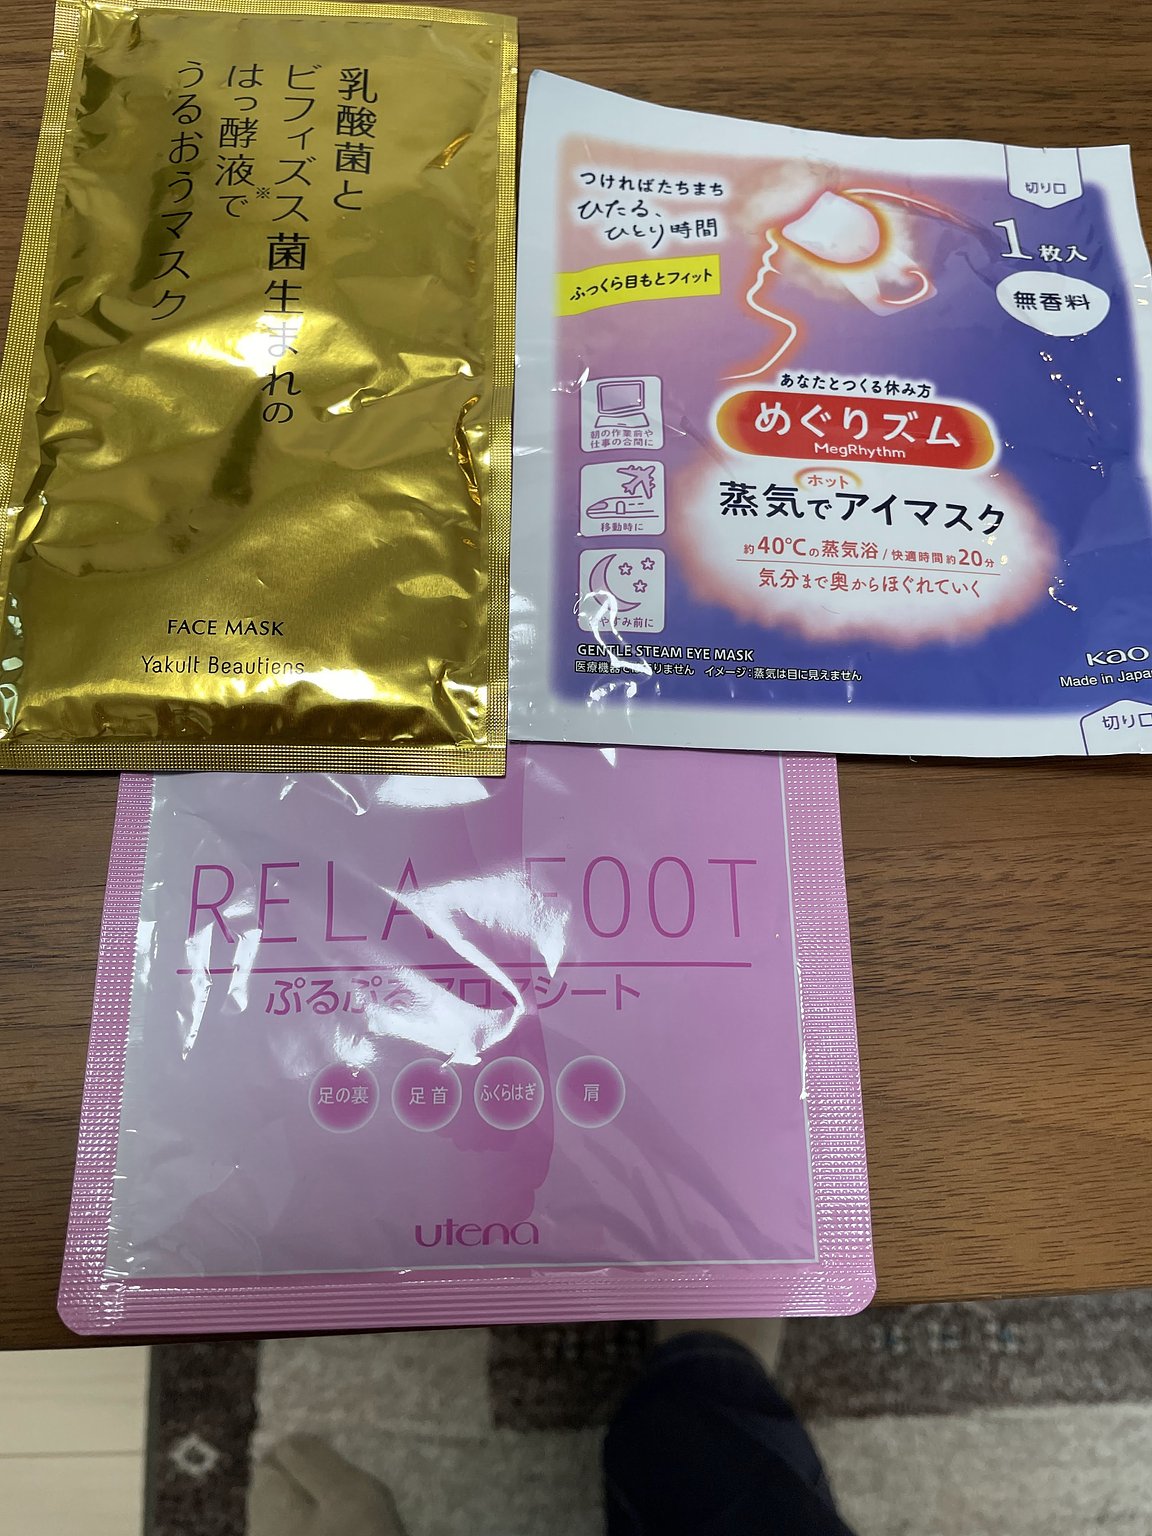 乳酸菌と
ビフィズス菌生まれの
はっ酵液※で
うるおうマスク
FACE MASK
Yakult Beautiens
つければたちまち
ひたる、
ひとり時間
ふっくら目もとフィット
切り口
1枚入
無香料
朝の作業前や
仕事の合間に
移動時に
あなたとつくる休み方
めぐりズム
MegRhythm
ホット
蒸気でアイマスク
約40℃の蒸気浴/快適時間約20分
気分まで奥からほぐれていく
GENTLE STEAM EYE MASK
イメージ:蒸気は目に見えません
Kao
Made in
切り口
FOOT
ぷるぷるアロマシート
足の裏
足首
ふくらはぎ
肩
utena